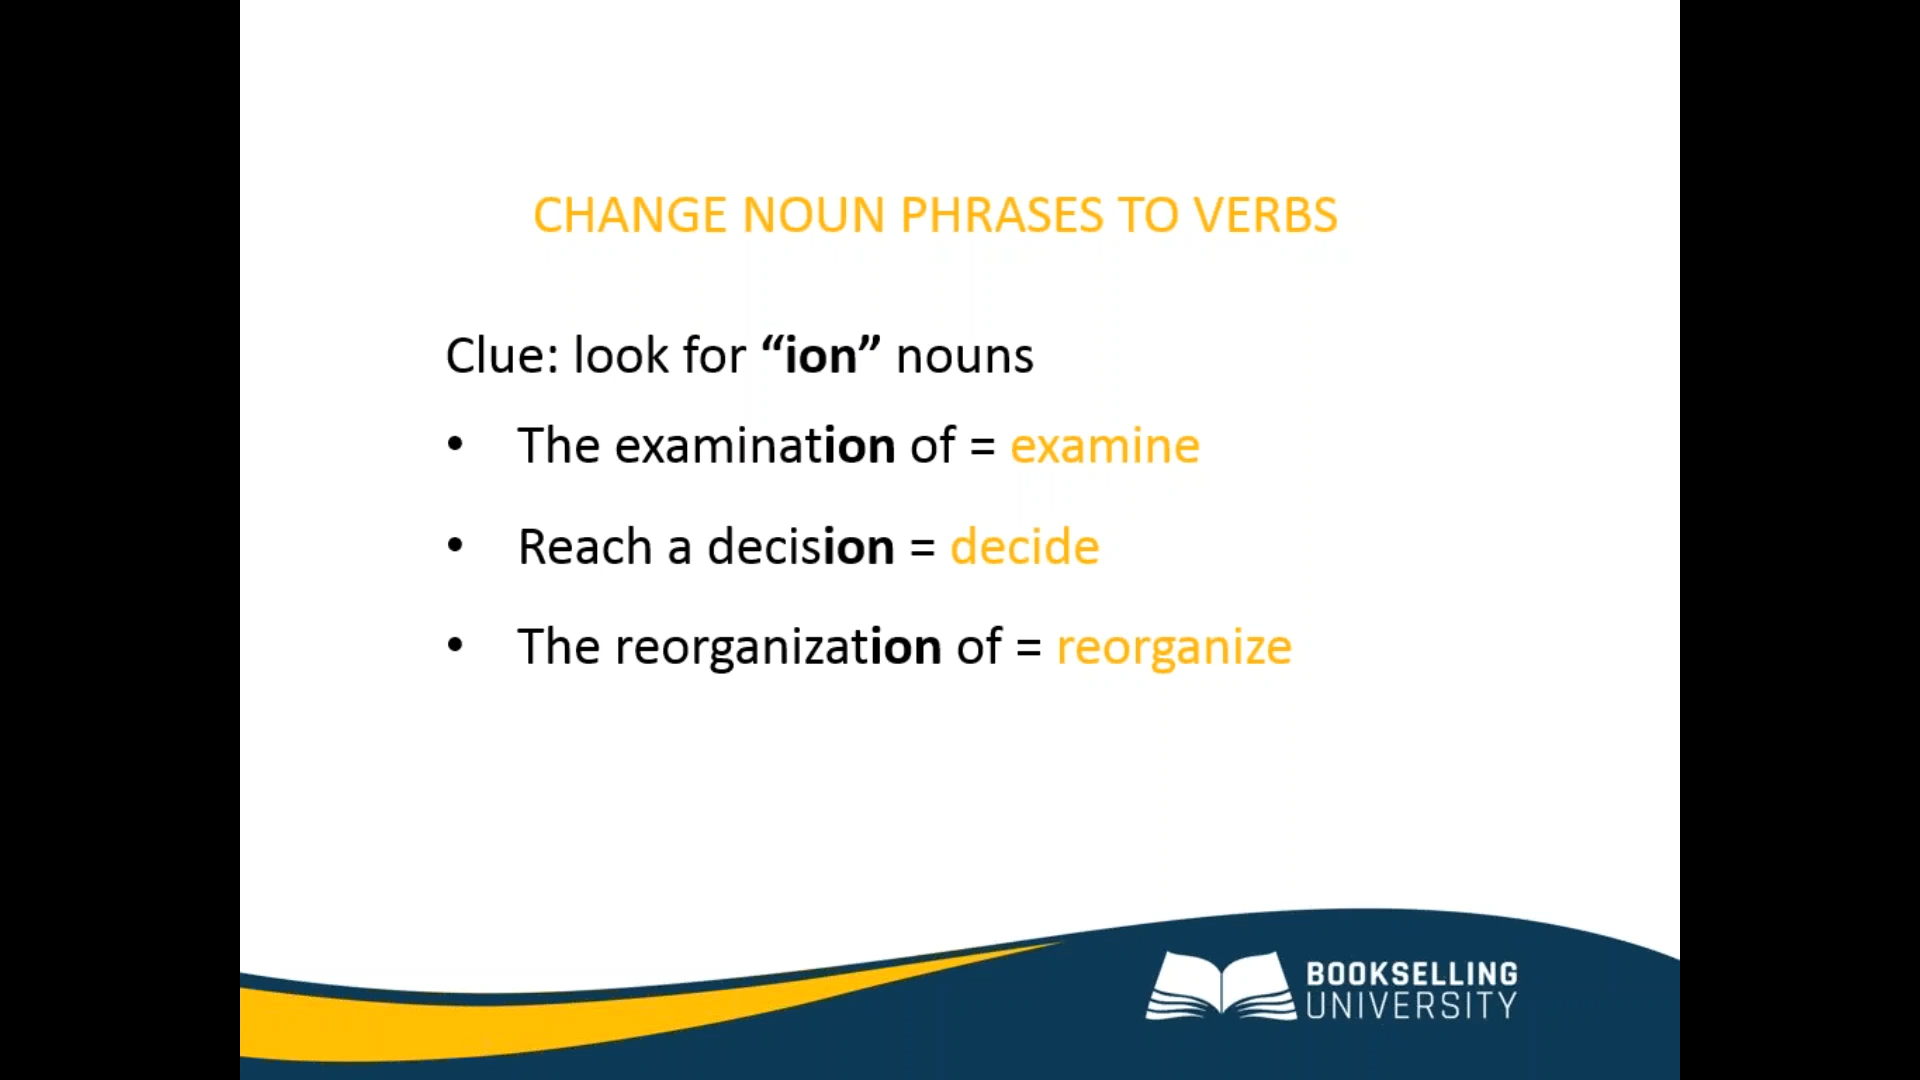 CHANGE NOUN PHRASES TO VERBS
Clue: look for “ion” nouns
• The examination of = examine
• Reach a decision = decide
• The reorganization of = reorganize
BOOKSELLING
UNIVERSITY